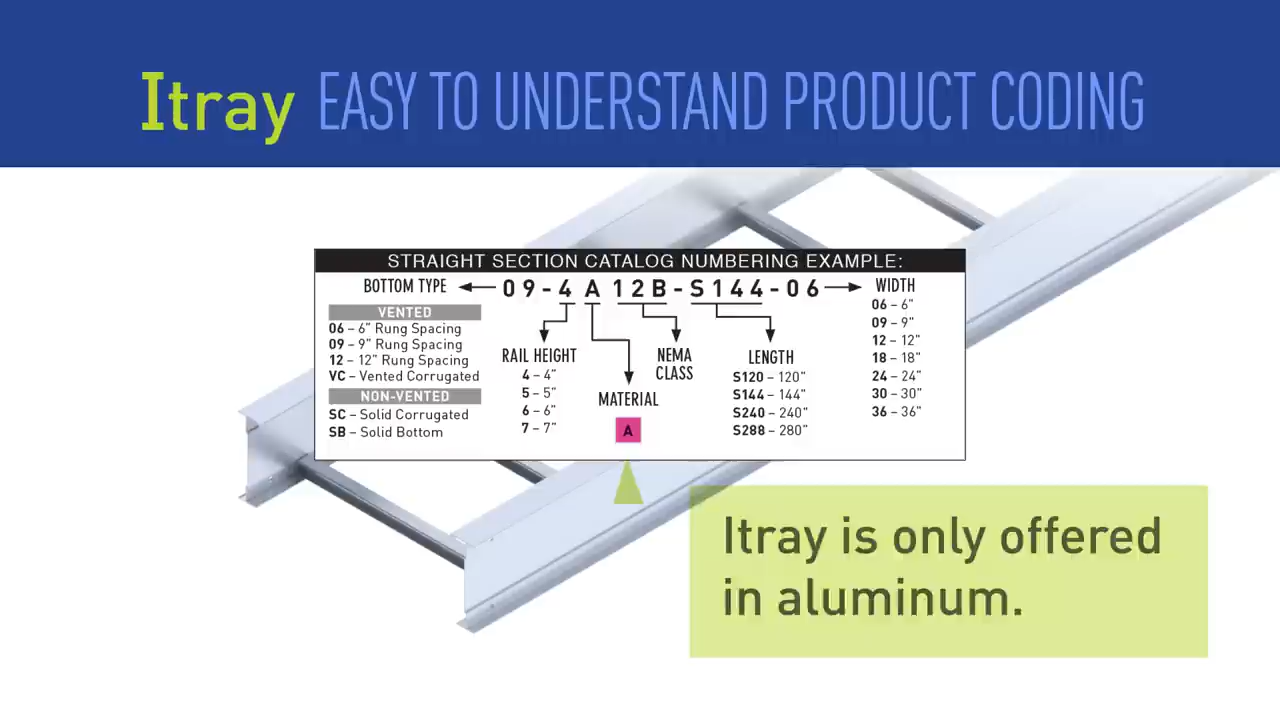 Itray EASY TO UNDERSTAND PRODUCT CODING
STRAIGHT SECTION CATALOG NUMBERING EXAMPLE:
BOTTOM TYPE 09-4A12B-S144-06 WIDTH
VENTED
06 – 6" Rung Spacing
09 – 9" Rung Spacing
12 – 12" Rung Spacing
VC – Vented Corrugated
NON-VENTED
SC – Solid Corrugated
SB – Solid Bottom
RAIL HEIGHT
4 – 4"
5 – 5"
6 – 6"
7 – 7"
MATERIAL
A
NEMA
CLASS
LENGTH
S120 – 120"
S144 – 144"
S240 – 240"
S288 – 280"
06 – 6"
09 – 9"
12 – 12"
18 – 18"
24 – 24"
30 – 30"
36 – 36"
Itray is only offered
in aluminum.